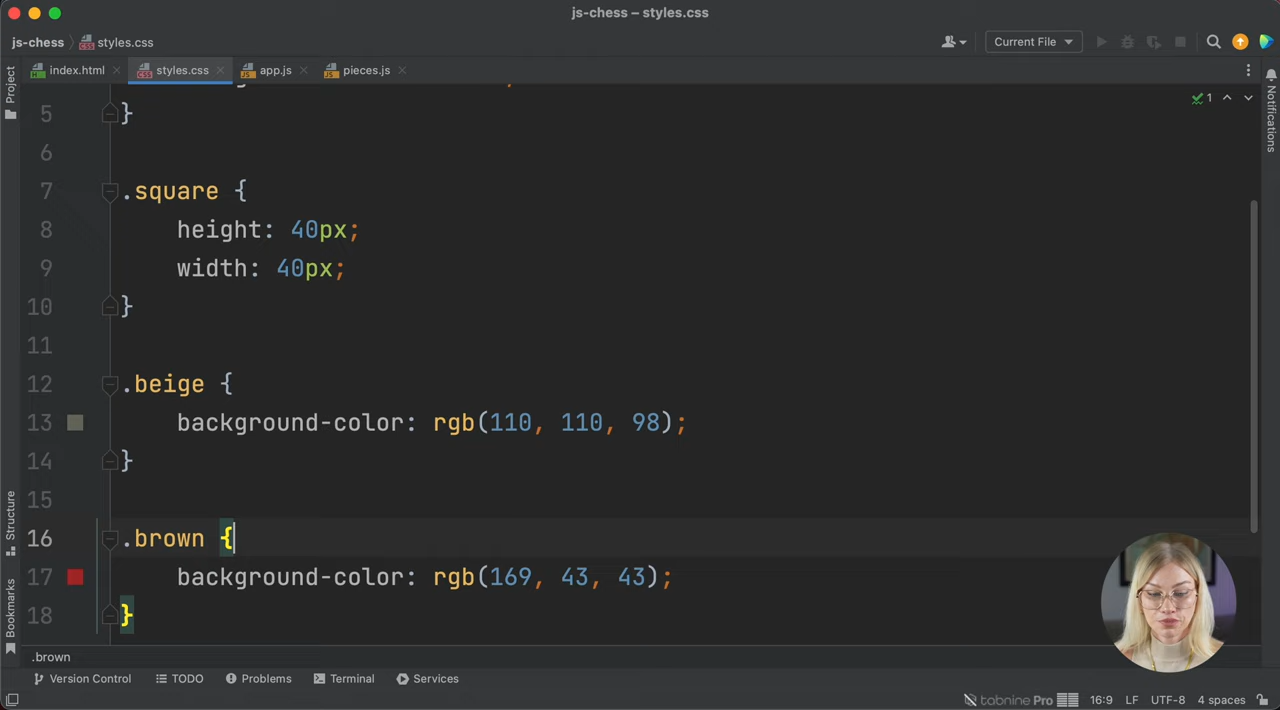 js-chess – styles.css
js-chess styles.css
Current File
index.html styles.css app.js pieces.js
1
5 }
6
7 .square {
8 height: 40px;
9 width: 40px;
10 }
11
12 .beige {
13 background-color: rgb(110, 110, 98);
14 }
15
16 .brown {
17 background-color: rgb(169, 43, 43);
18 }
Project
Structure
Bookmarks
Notifications
.brown
Version Control TODO Problems Terminal Services
tabnine Pro 16:9 LF UTF-8 4 spaces